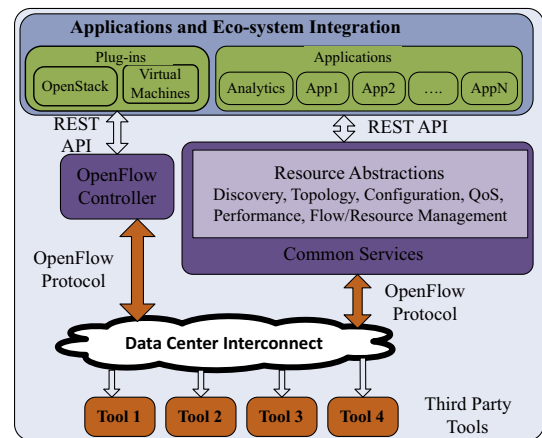 Applications and Eco-system Integration
Plug-ins
OpenStack
Virtual
Machines
Applications
Analytics
App1
App2
....
AppN
REST
API
REST API
OpenFlow
Controller
Resource Abstractions
Discovery, Topology, Configuration, QoS,
Performance, Flow/Resource Management
Common Services
OpenFlow
Protocol
OpenFlow
Protocol
Data Center Interconnect
Tool 1
Tool 2
Tool 3
Tool 4
Third Party
Tools